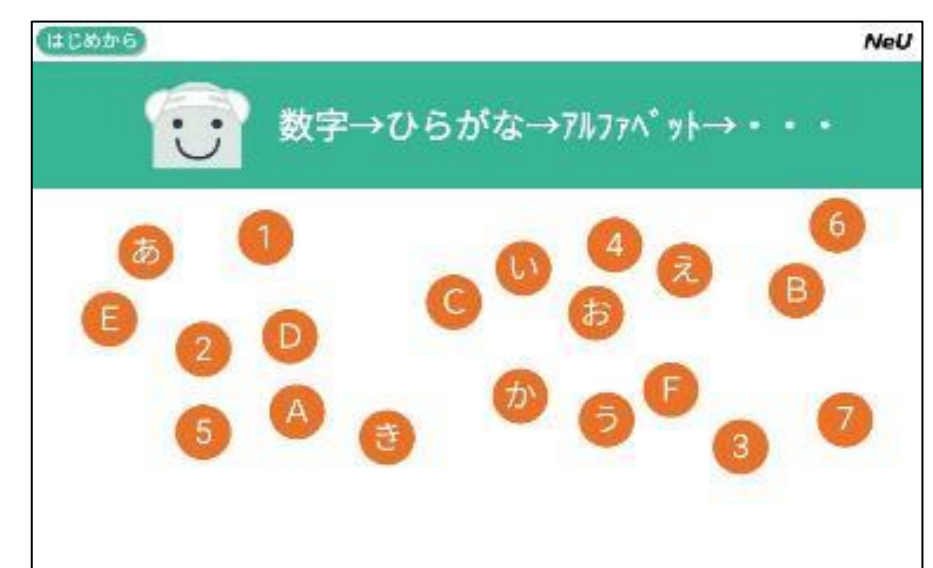 はじめから
NeU
数字→ひらがな→ｱﾙﾌｧﾍﾞｯﾄ→・・・
あ 1 い 4 え 6
E C お B
2 D
5 A き か う F 3 7